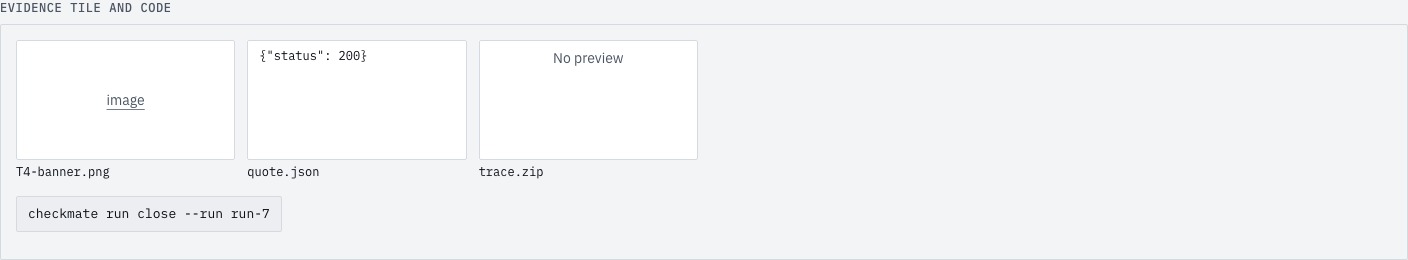 EVIDENCE TILE AND CODE
image
{"status": 200}
No preview
T4-banner.png
quote.json
trace.zip
checkmate run close --run run-7